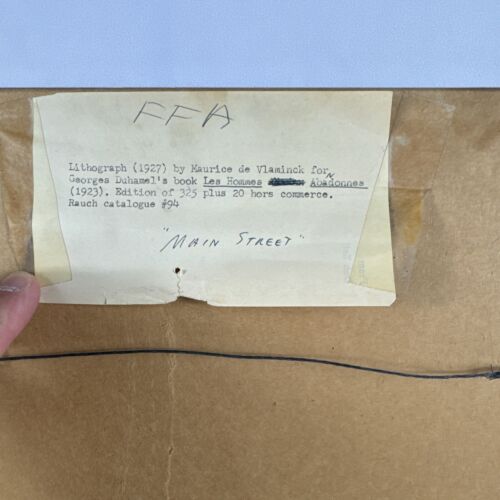 FFA
Lithograph (1927) by Maurice de Vlaminck for
Georges Duhamel's book Les Hommes Abadonnes
(1923). Edition of 325 plus 20 hors commerce.
Rauch catalogue #94
"MAIN STREET"